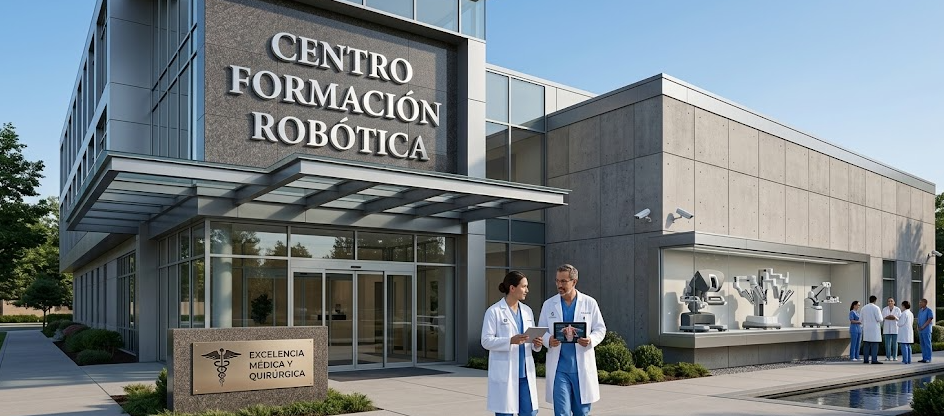 CENTRO
FORMACIÓN
ROBÓTICA
EXCELENCIA
MÉDICA Y
QUIRÚRGICA